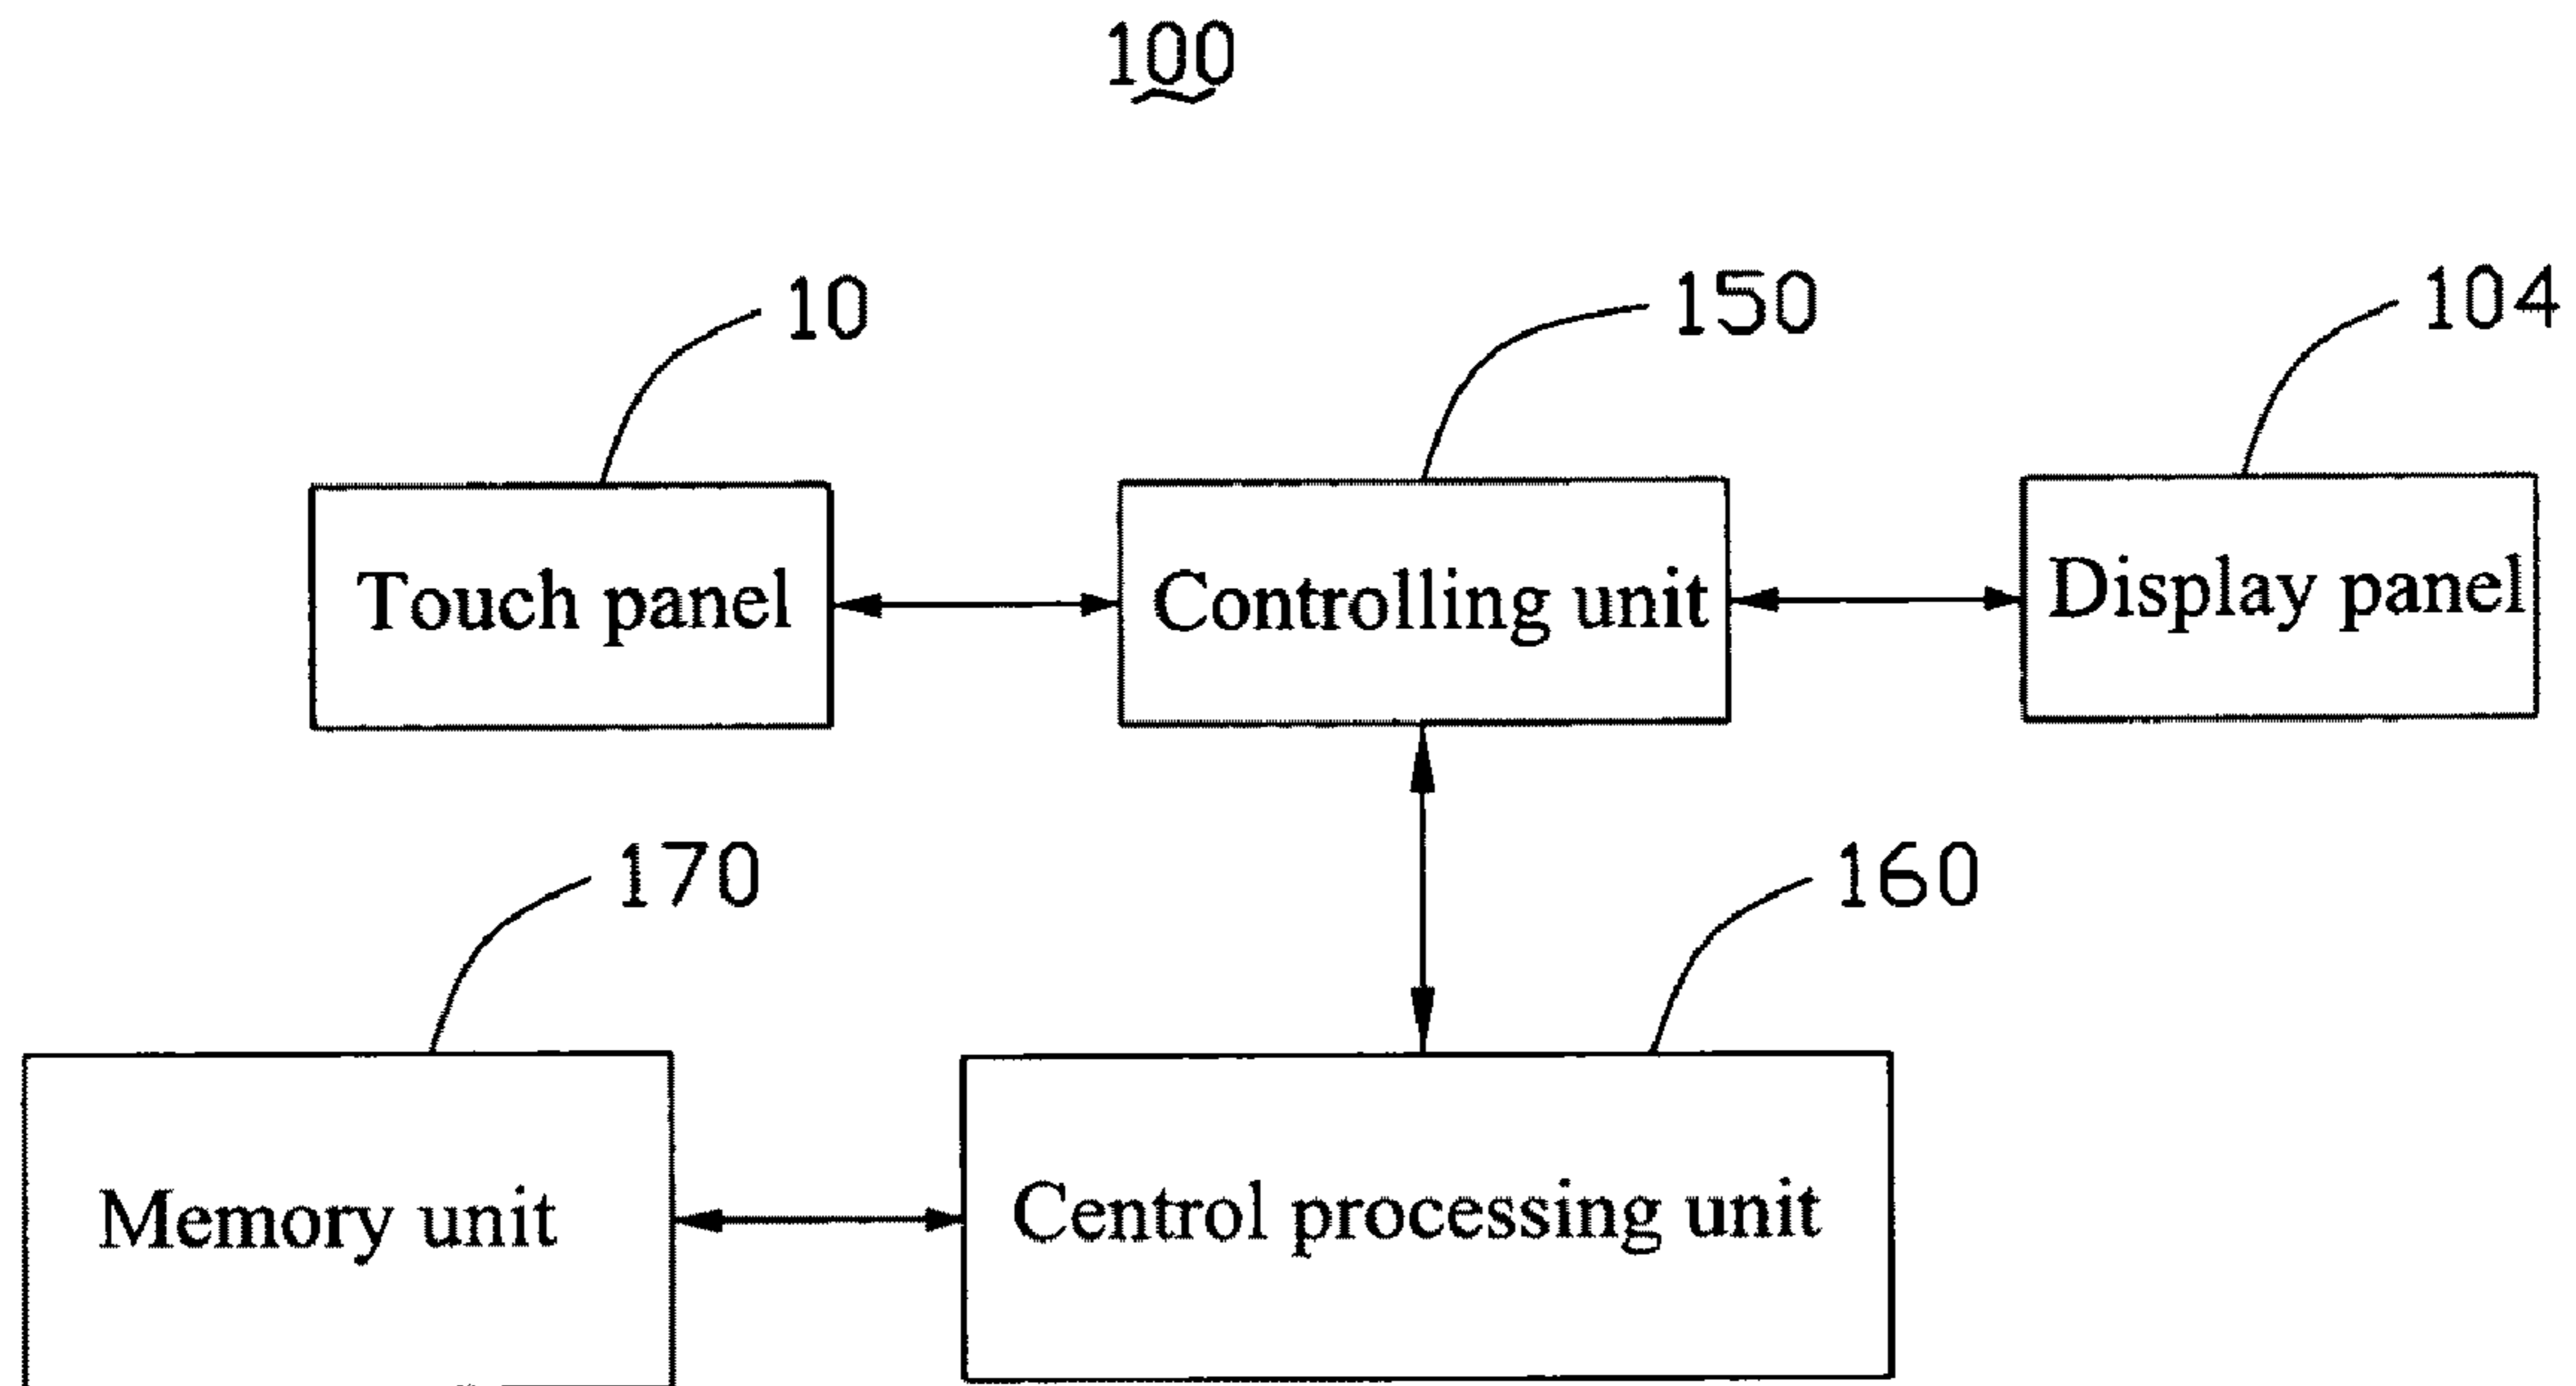 100
10
150
104
Touch panel
Controlling unit
Display panel
170
160
Memory unit
Centrol processing unit